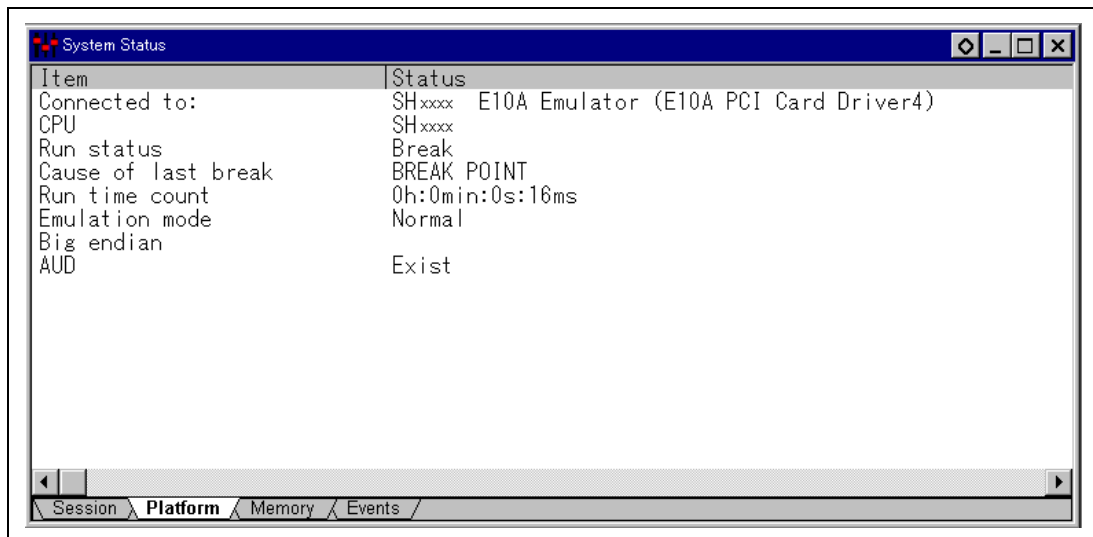 System Status
Item Status
Connected to: SHxxxx E10A Emulator (E10A PCI Card Driver4)
CPU SHxxxx
Run status Break
Cause of last break BREAK POINT
Run time count 0h:0min:0s:16ms
Emulation mode Normal
Big endian
AUD Exist
Session Platform Memory Events